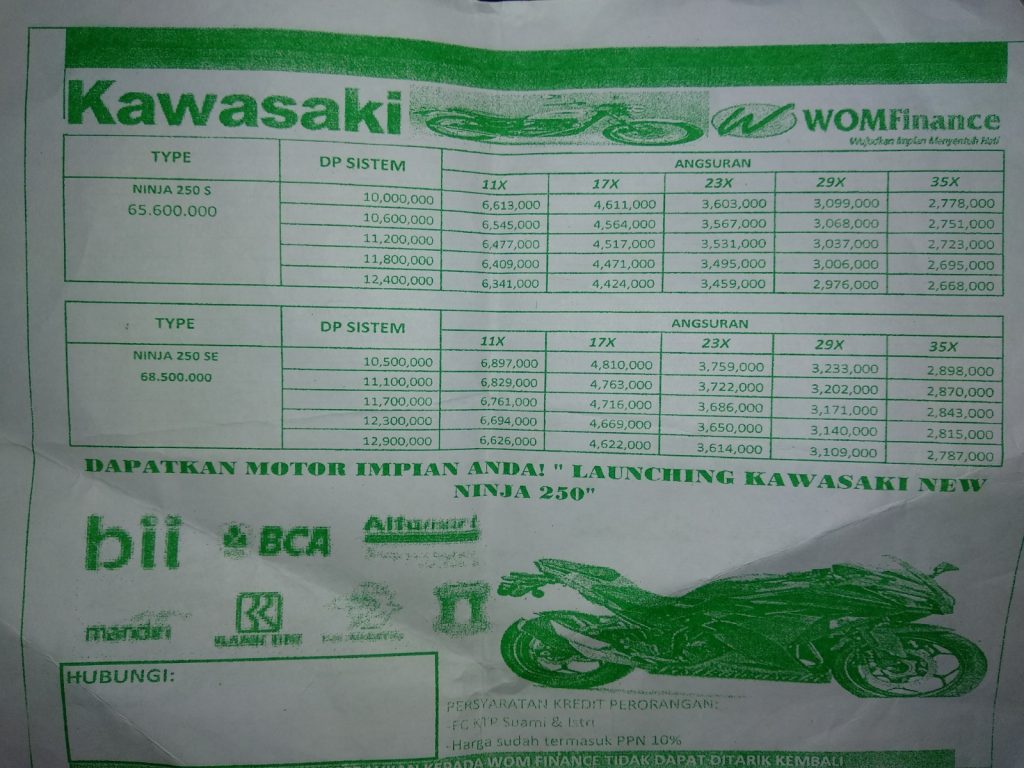 Kawasaki
WOMFinance
Wujudkan Impian Menyentuh Hati
TYPE DP SISTEM ANGSURAN
11X 17X 23X 29X 35X
NINJA 250 S
65.600.000
10,000,000 6,613,000 4,611,000 3,603,000 3,099,000 2,778,000
10,600,000 6,545,000 4,564,000 3,567,000 3,068,000 2,751,000
11,200,000 6,477,000 4,517,000 3,531,000 3,037,000 2,723,000
11,800,000 6,409,000 4,471,000 3,495,000 3,006,000 2,695,000
12,400,000 6,341,000 4,424,000 3,459,000 2,976,000 2,668,000
TYPE DP SISTEM ANGSURAN
11X 17X 23X 29X 35X
NINJA 250 SE
68.500.000
10,500,000 6,897,000 4,810,000 3,759,000 3,233,000 2,898,000
11,100,000 6,829,000 4,763,000 3,722,000 3,202,000 2,870,000
11,700,000 6,761,000 4,716,000 3,686,000 3,171,000 2,843,000
12,300,000 6,694,000 4,669,000 3,650,000 3,140,000 2,815,000
12,900,000 6,626,000 4,622,000 3,614,000 3,109,000 2,787,000
DAPATKAN MOTOR IMPIAN ANDA! " LAUNCHING KAWASAKI NEW
NINJA 250"
bii BCA Alfamart
mandiri BANK BRI
HUBUNGI:
PERSYARATAN KREDIT PERORANGAN:
-FC KTP Suami & Istri
-Harga sudah termasuk PPN 10%
KEPADA WOM FINANCE TIDAK DAPAT DITARIK KEMBALI